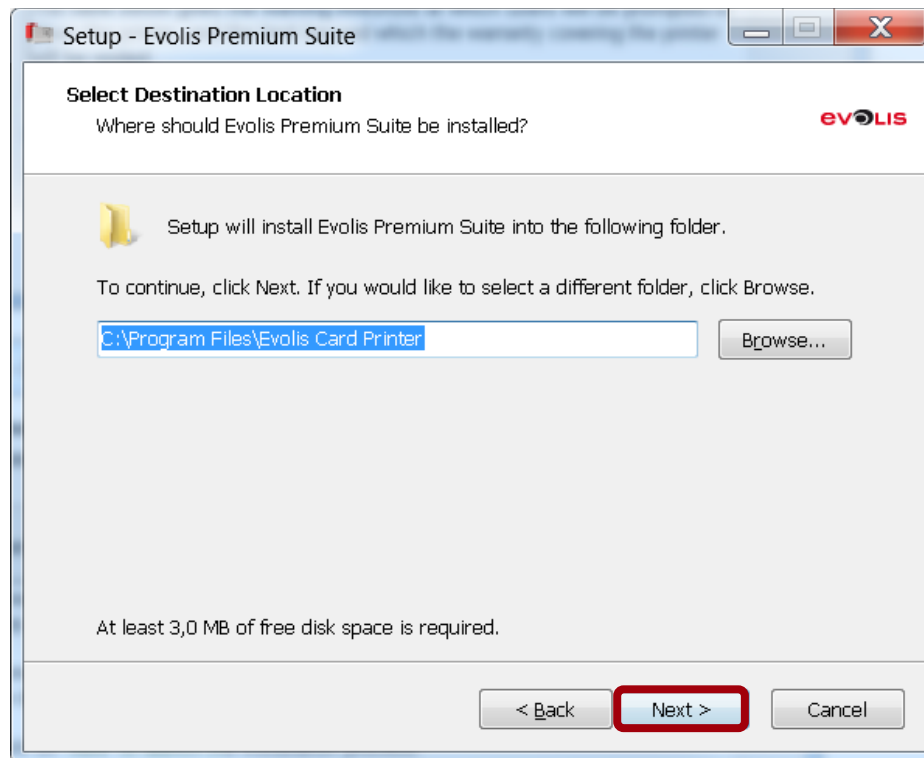 Setup - Evolis Premium Suite
X
Select Destination Location
Where should Evolis Premium Suite be installed?
evolis
Setup will install Evolis Premium Suite into the following folder.
To continue, click Next. If you would like to select a different folder, click Browse.
C:\Program Files\Evolis Card Printer
Browse...
At least 3,0 MB of free disk space is required.
< Back
Next >
Cancel